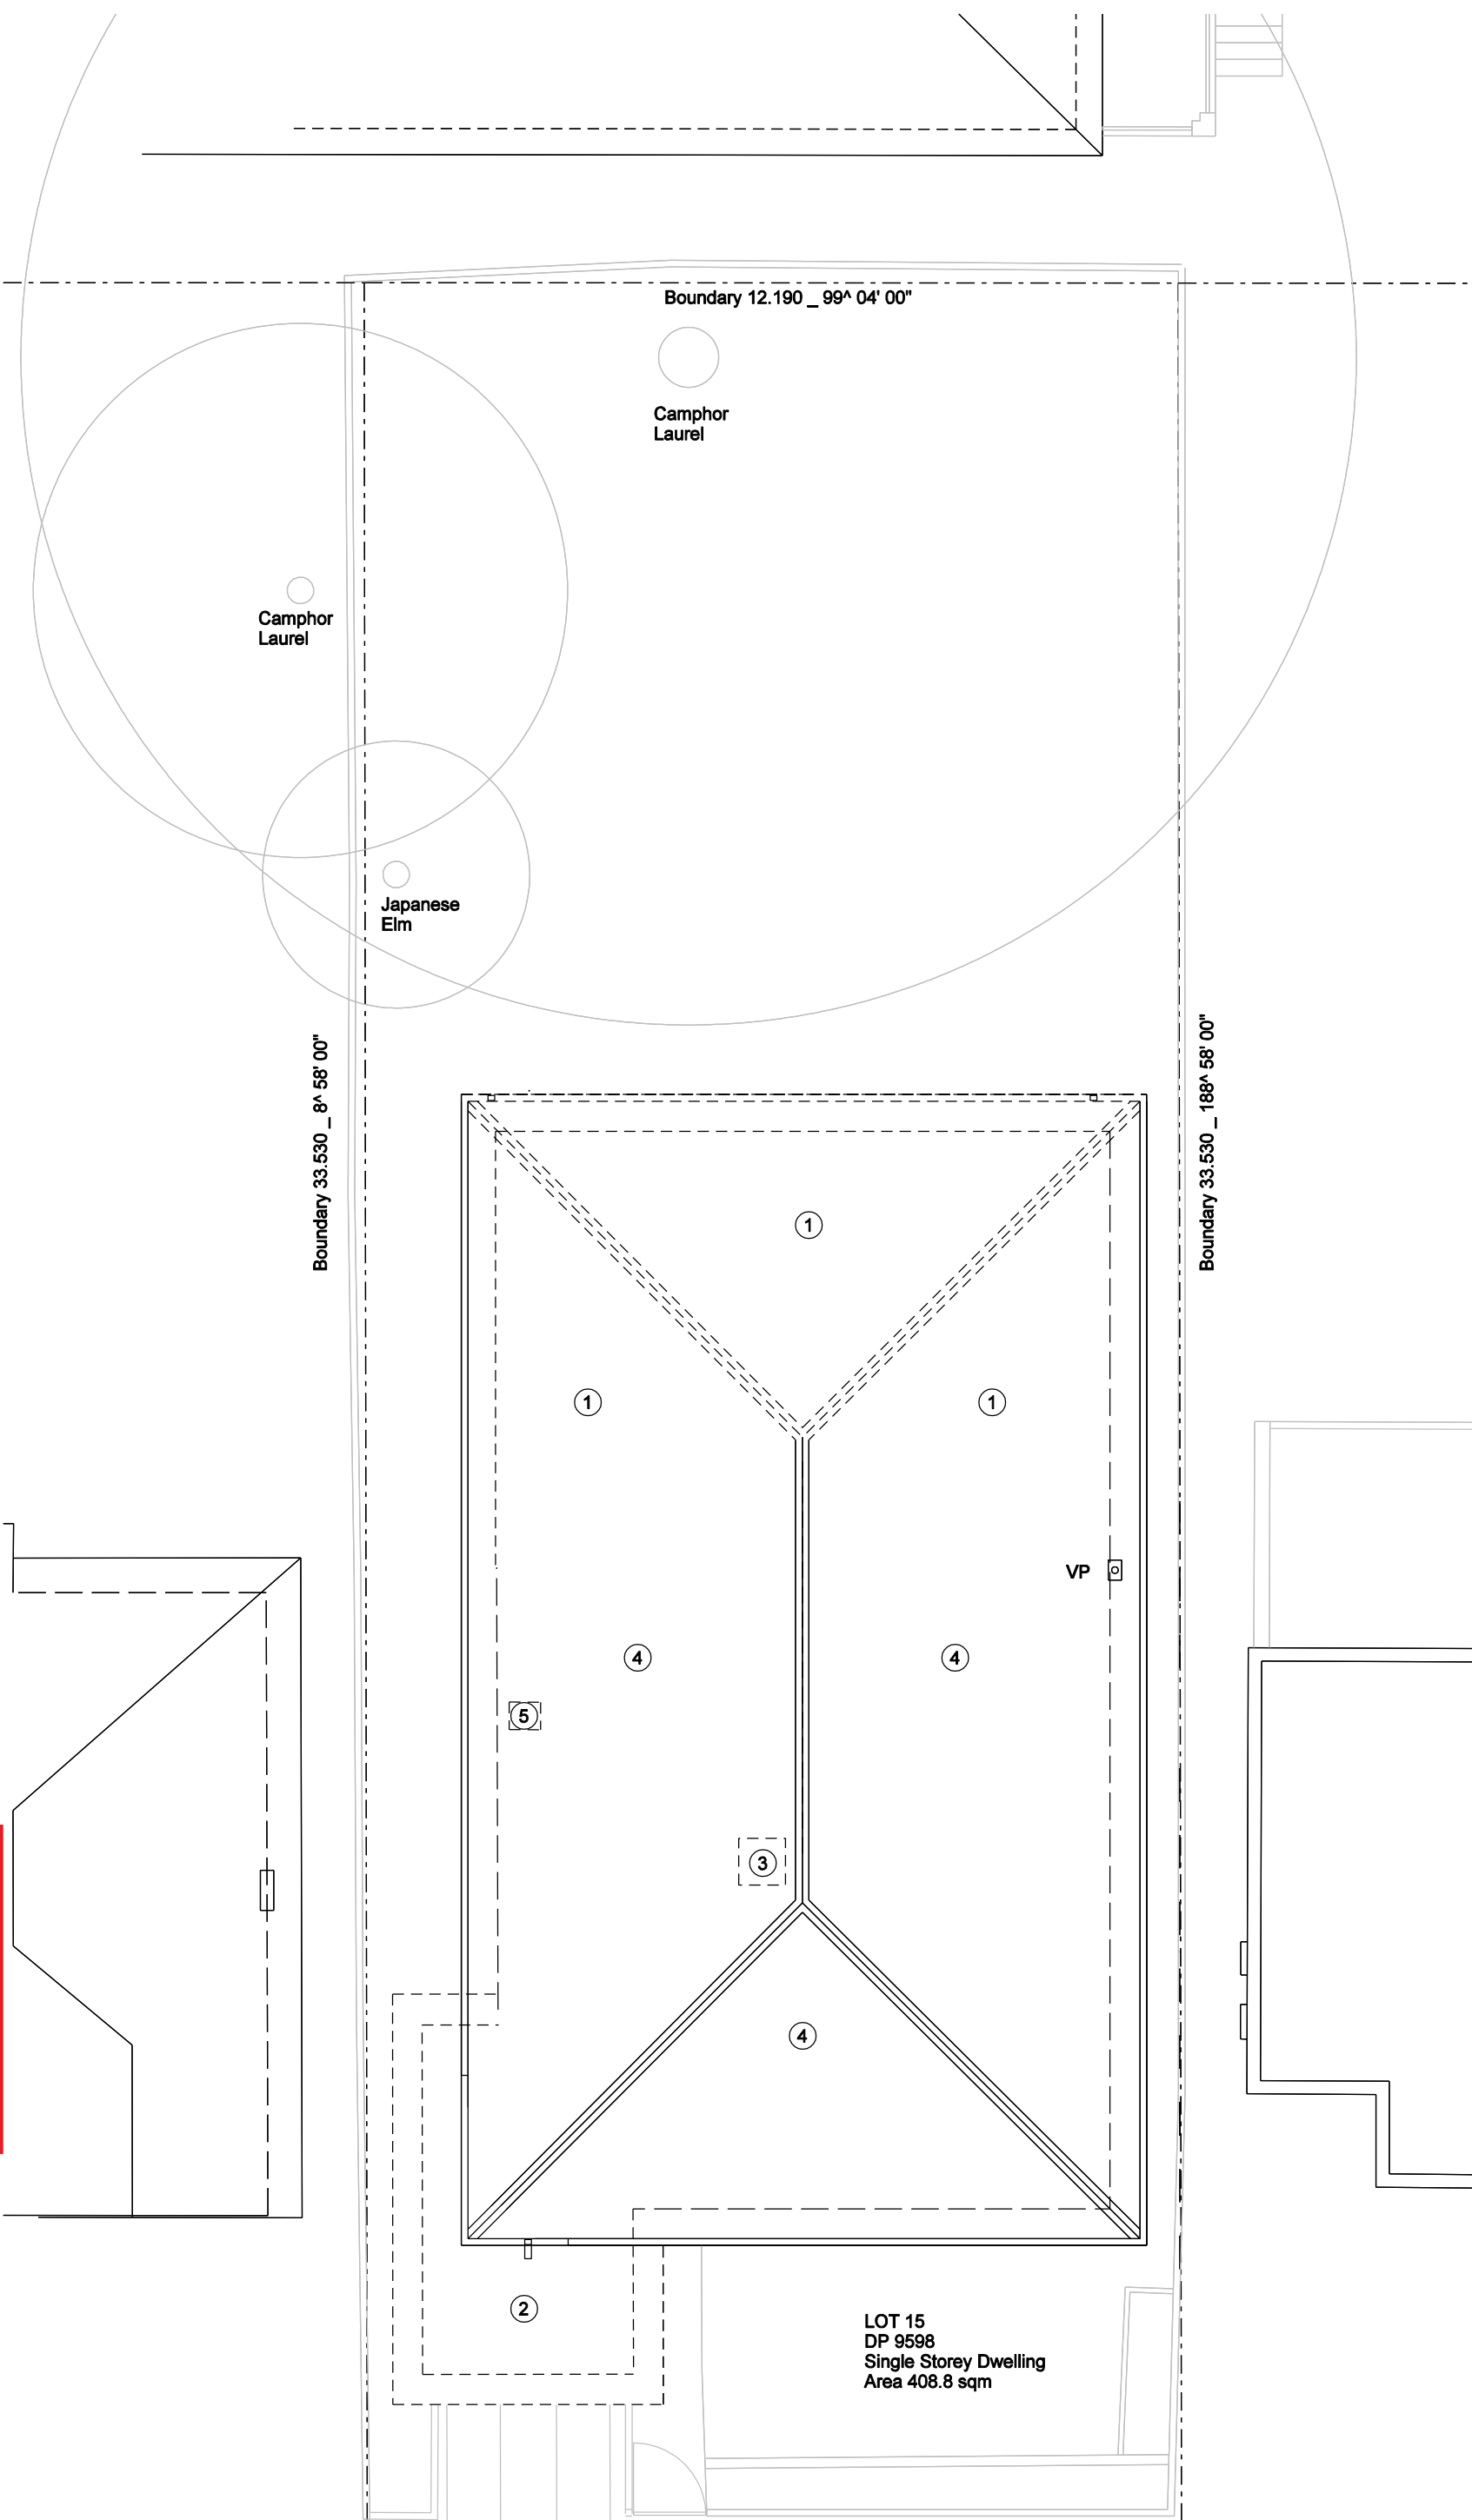 Boundary 12.190 _ 99^ 04' 00"
Camphor
Laurel
Camphor
Laurel
Japanese
Elm
Boundary 33.530 _ 8^ 58' 00"
Boundary 33.530 _ 188^ 58' 00"
1
1
1
VP
4
4
5
3
4
2
LOT 15
DP 9598
Single Storey Dwelling
Area 408.8 sqm